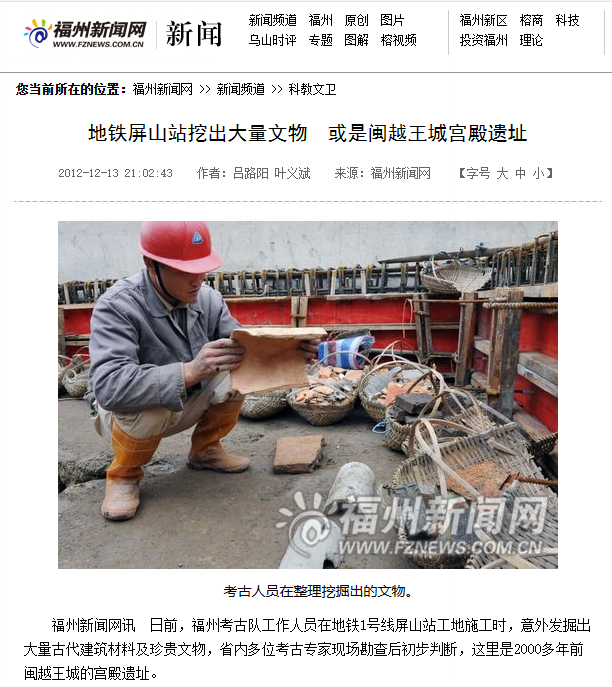 福州新闻网 新闻
WWW.FZNEWS.COM.CN
新闻频道 福州 原创 图片
乌山时评 专题 图解 榕视频
福州新区 榕商 科技
投资福州 理论
您当前所在的位置：福州新闻网 >> 新闻频道 >> 科教文卫
地铁屏山站挖出大量文物 或是闽越王城宫殿遗址
2012-12-13 21:02:43 作者：吕路阳 叶义斌 来源：福州新闻网 【字号 大 中 小】
福州新闻网
WWW.FZNEWS.COM.CN
考古人员在整理挖掘出的文物。
福州新闻网讯 日前，福州考古队工作人员在地铁1号线屏山站工地施工时，意外发掘出
大量古代建筑材料及珍贵文物，省内多位考古专家现场勘查后初步判断，这里是2000多年前
闽越王城的宫殿遗址。